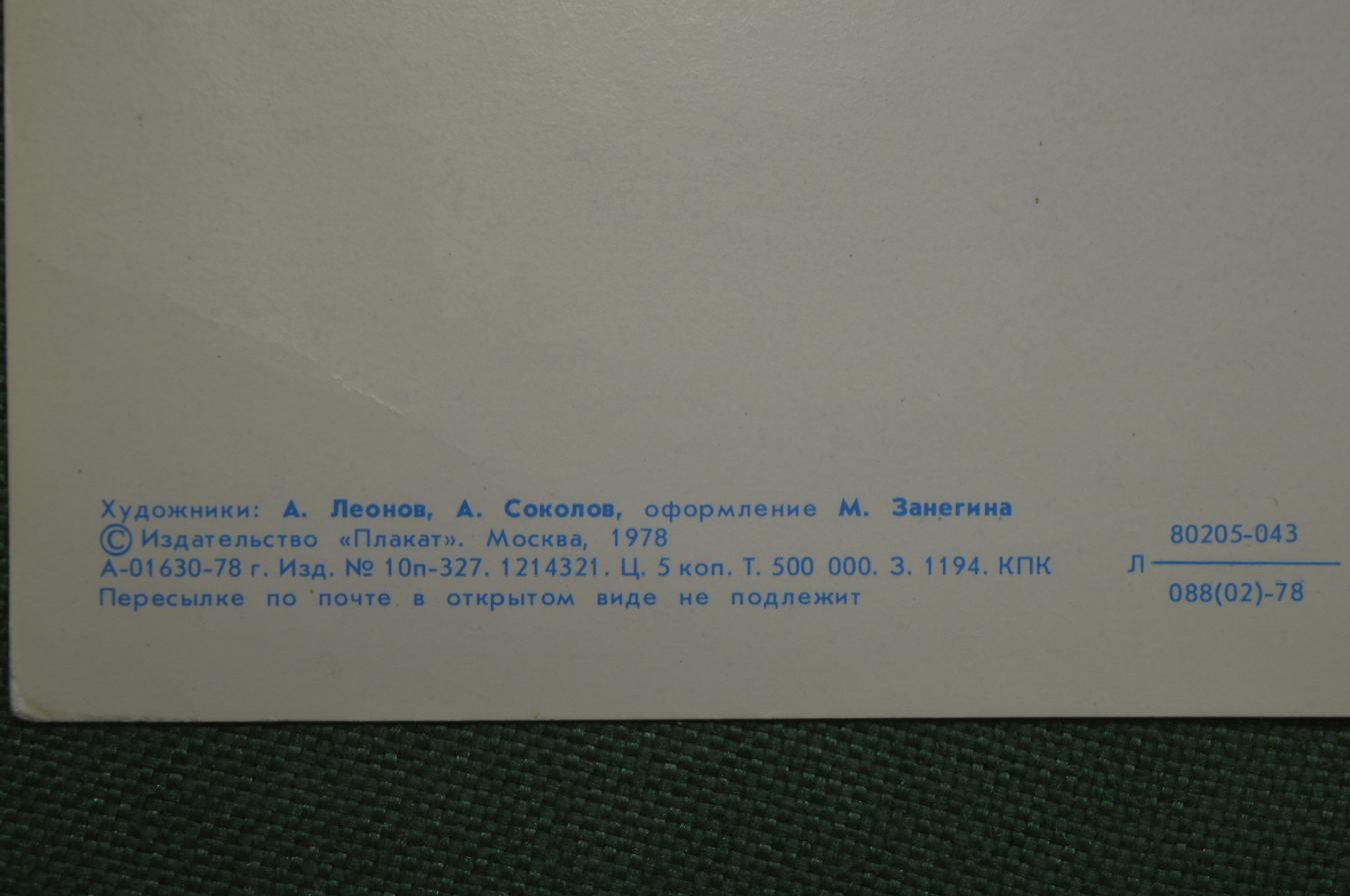 Художники: А. Леонов, А. Соколов, оформление М. Занегина
© Издательство «Плакат». Москва, 1978
А-01630-78 г. Изд. № 10п-327. 1214321. Ц. 5 коп. Т. 500 000. З. 1194. КПК
Пересылке по почте в открытом виде не подлежит
80205-043
Л
088(02)-78